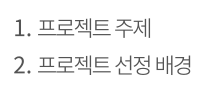 1. 프로젝트 주제
2. 프로젝트 선정 배경